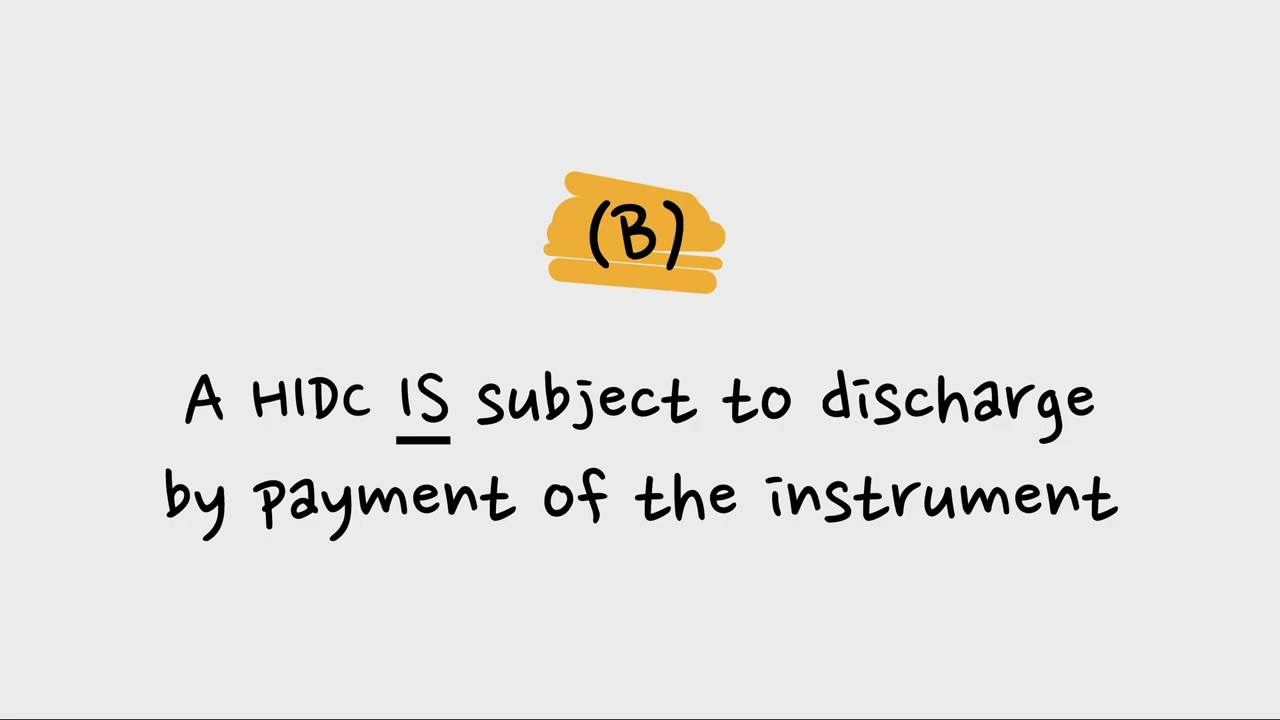 (B)
A HIDC IS subject to discharge
by payment of the instrument